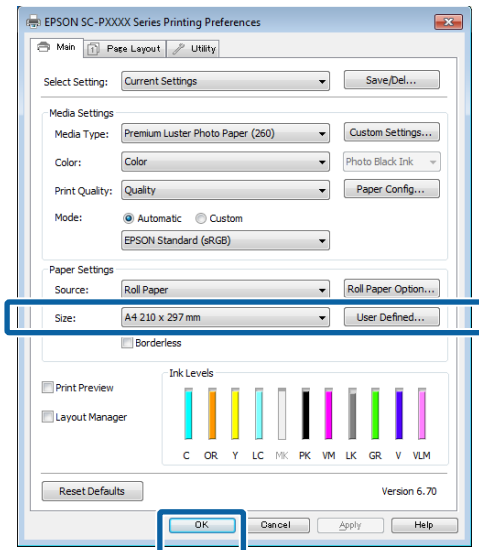 EPSON SC-PXXXX Series Printing Preferences
Main Page Layout Utility
Select Setting: Current Settings Save/Del...
Media Settings
Media Type: Premium Luster Photo Paper (260) Custom Settings...
Color: Color Photo Black Ink
Print Quality: Quality Paper Config...
Mode: Automatic Custom
EPSON Standard (sRGB)
Paper Settings
Source: Roll Paper Roll Paper Option...
Size: A4 210 x 297 mm User Defined...
Borderless
Ink Levels
Print Preview
Layout Manager
C OR Y LC MK PK VM LK GR V VLM
Reset Defaults Version 6.70
OK Cancel Apply Help